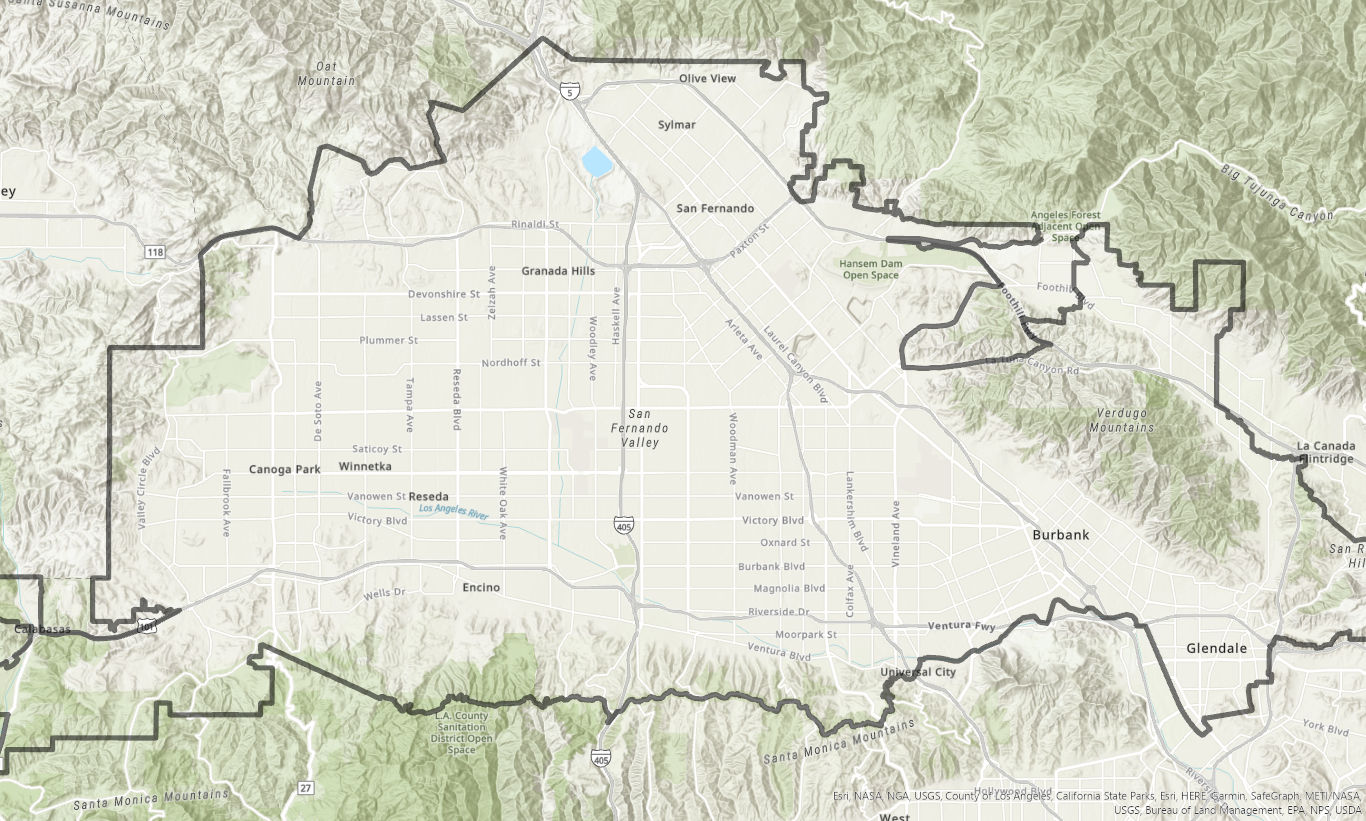 Santa Susanna Mountains
Oat
Mountain
Olive View
5
Sylmar
Big Tujunga Canyon
ey
San Fernando
Angeles Forest
Adjacent Open
Space
Rinaldi St
Paxton St
118
Granada Hills
Hansem Dam
Open Space
Zelzah Ave
Devonshire St
Haskell Ave
Foothill Blvd
Lassen St
Woodley Ave
Arleta Ave
Laurel Canyon Blvd
Plummer St
Nordhoff St
La Tuna Canyon Rd
De Soto Ave
Tampa Ave
Reseda Blvd
San
Fernando
Valley
Woodman Ave
Verdugo
Mountains
Saticoy St
La Canada
Flintridge
Canoga Park
Winnetka
Valley Circle Blvd
Fallbrook Ave
White Oak Ave
Lankershim Blvd
Vineland Ave
Vanowen St
Reseda
Vanowen St
Los Angeles River
Victory Blvd
405
Victory Blvd
Burbank
Oxnard St
San R
Hil
Burbank Blvd
Colfax Ave
Encino
Magnolia Blvd
Wells Dr
Riverside Dr
Calabasas
101
Ventura Fwy
Moorpark St
Ventura Blvd
Glendale
Universal City
L.A. County
Sanitation
District Open
Space
Santa Monica Mountains
York Blvd
405
27
Santa Monica Mountains
Hollywood Blvd
West
Esri, NASA, NGA, USGS, County of Los Angeles, California State Parks, Esri, HERE, Garmin, SafeGraph, METI/NASA,
USGS, Bureau of Land Management, EPA, NPS, USDA